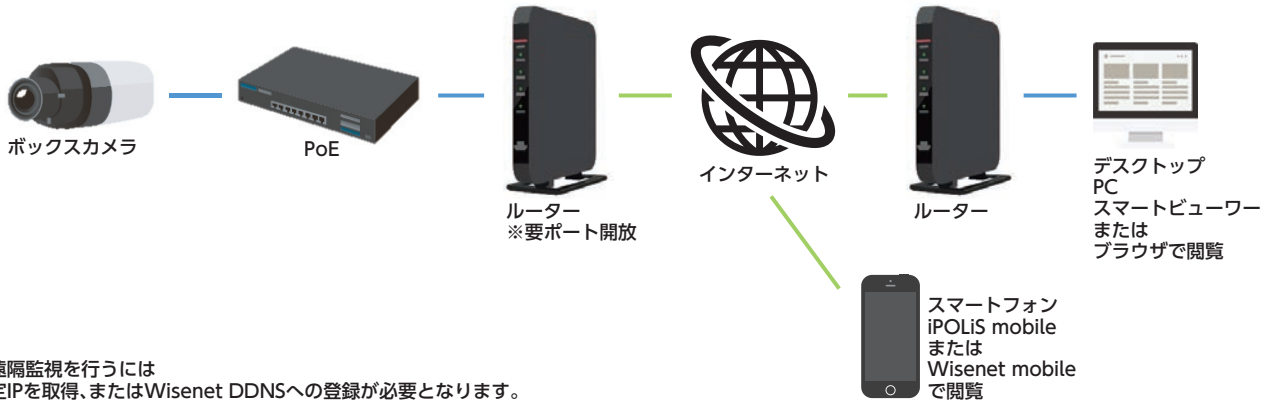 ボックスカメラ
PoE
ルーター
※要ポート開放
インターネット
ルーター
デスクトップ
PC
スマートビューワー
または
ブラウザで閲覧
スマートフォン
iPOLiS mobile
または
Wisenet mobile
で閲覧
遠隔監視を行うには
定IPを取得、またはWisenet DDNSへの登録が必要となります。